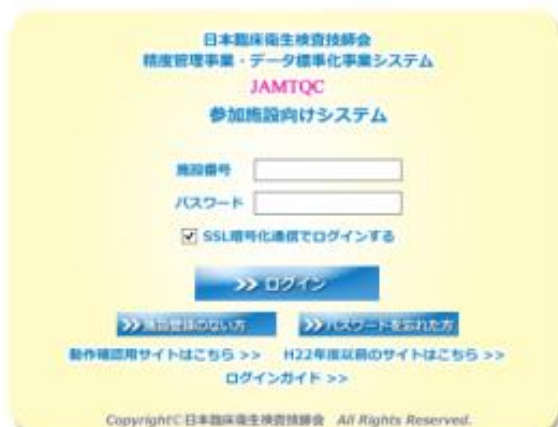 日本臨床衛生検査技師会
精度管理事業・データ標準化事業システム
JAMTQC
参加施設向けシステム
施設番号
パスワード
SSL暗号化通信でログインする
>> ログイン
>> 施設登録のない方 >> パスワードを忘れた方
動作確認用サイトはこちら >> H22年度以前のサイトはこちら >>
ログインガイド >>
Copyright© 日本臨床衛生検査技師会 All Rights Reserved.